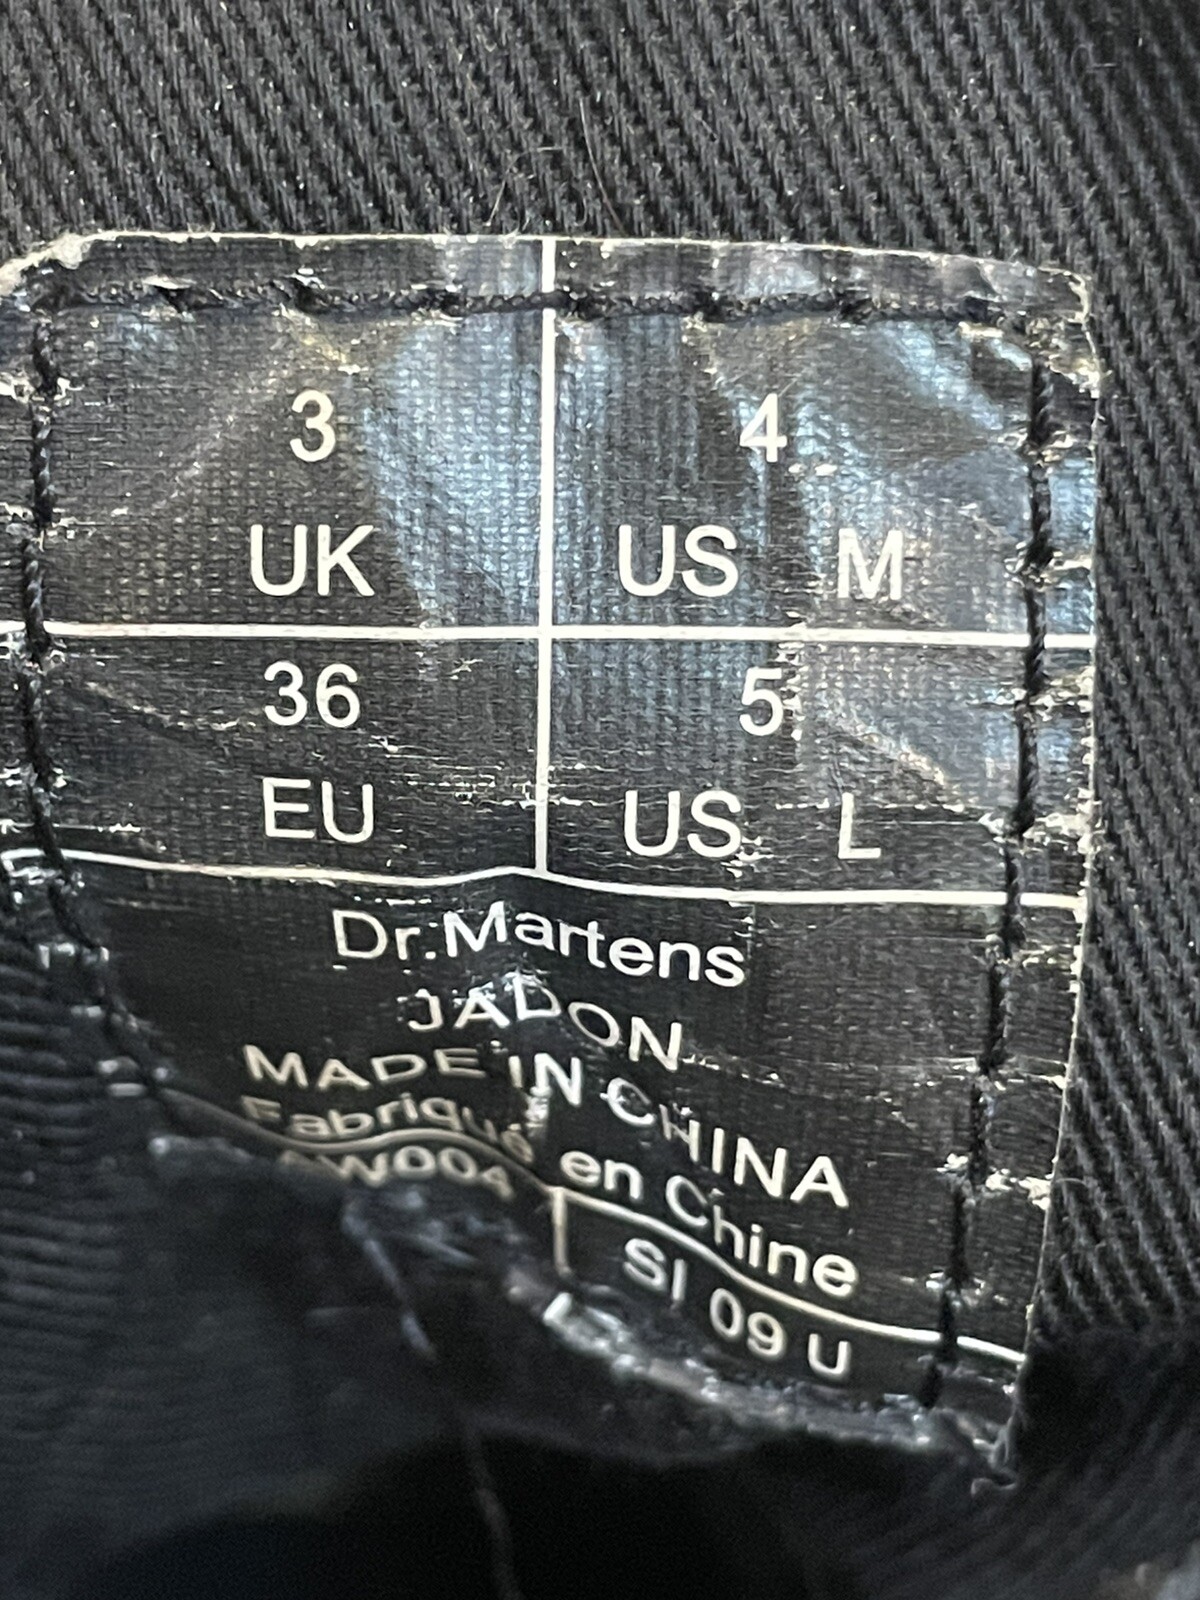 3
UK
4
US M
36
EU
5
US L
Dr.Martens
JADON
MADE IN CHINA
Fabriqué en Chine
AW004
SI 09 U